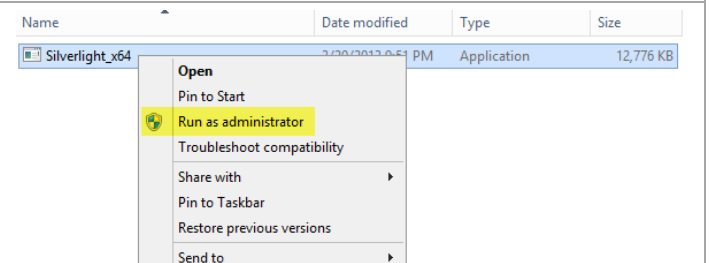 Name Date modified Type Size
Silverlight_x64 PM Application 12,776 KB
Open
Pin to Start
Run as administrator
Troubleshoot compatibility
Share with
Pin to Taskbar
Restore previous versions
Send to